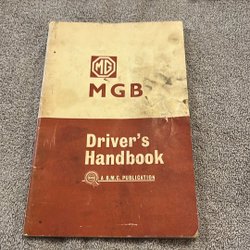 MG
MGB
Driver's
Handbook
A B.M.C. PUBLICATION